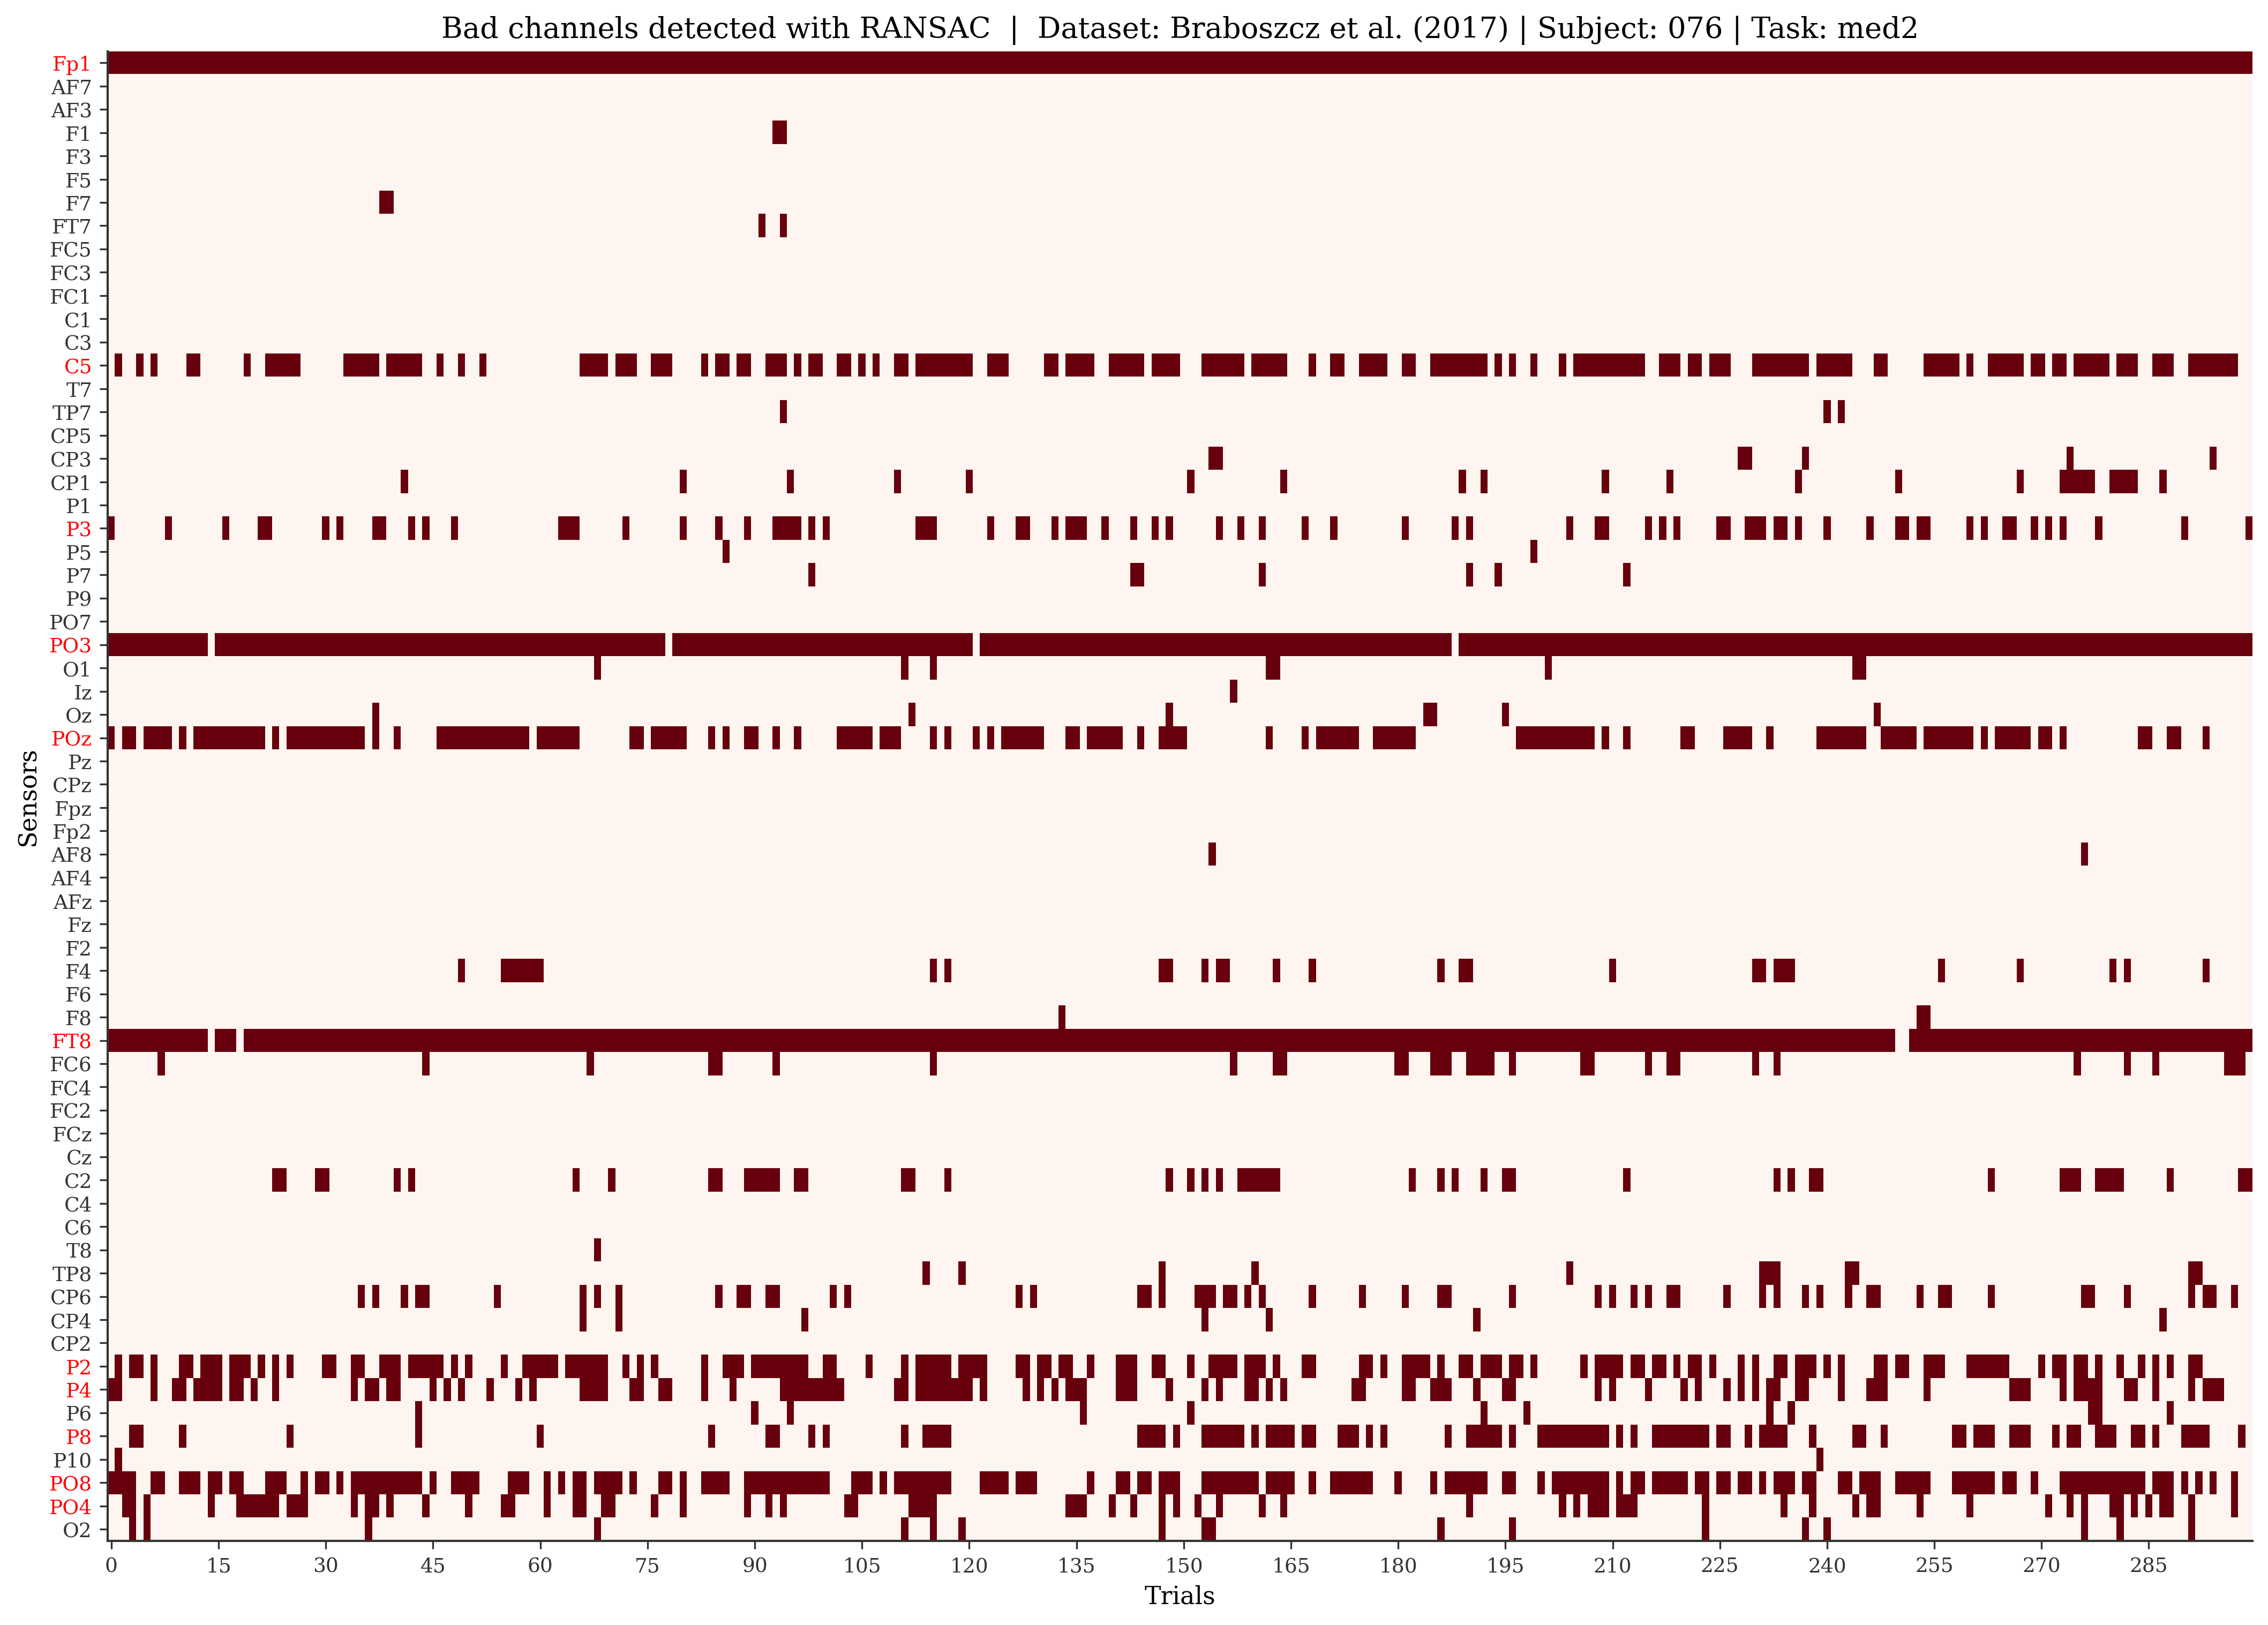 Bad channels detected with RANSAC | Dataset: Braboszcz et al. (2017) | Subject: 076 | Task: med2
Sensors
Fp1
AF7
AF3
F1
F3
F5
F7
FT7
FC5
FC3
FC1
C1
C3
C5
T7
TP7
CP5
CP3
CP1
P1
P3
P5
P7
P9
PO7
PO3
O1
Iz
Oz
POz
Pz
CPz
Fpz
Fp2
AF8
AF4
AFz
Fz
F2
F4
F6
F8
FT8
FC6
FC4
FC2
FCz
Cz
C2
C4
C6
T8
TP8
CP6
CP4
CP2
P2
P4
P6
P8
P10
PO8
PO4
O2
0 15 30 45 60 75 90 105 120 135 150 165 180 195 210 225 240 255 270 285
Trials